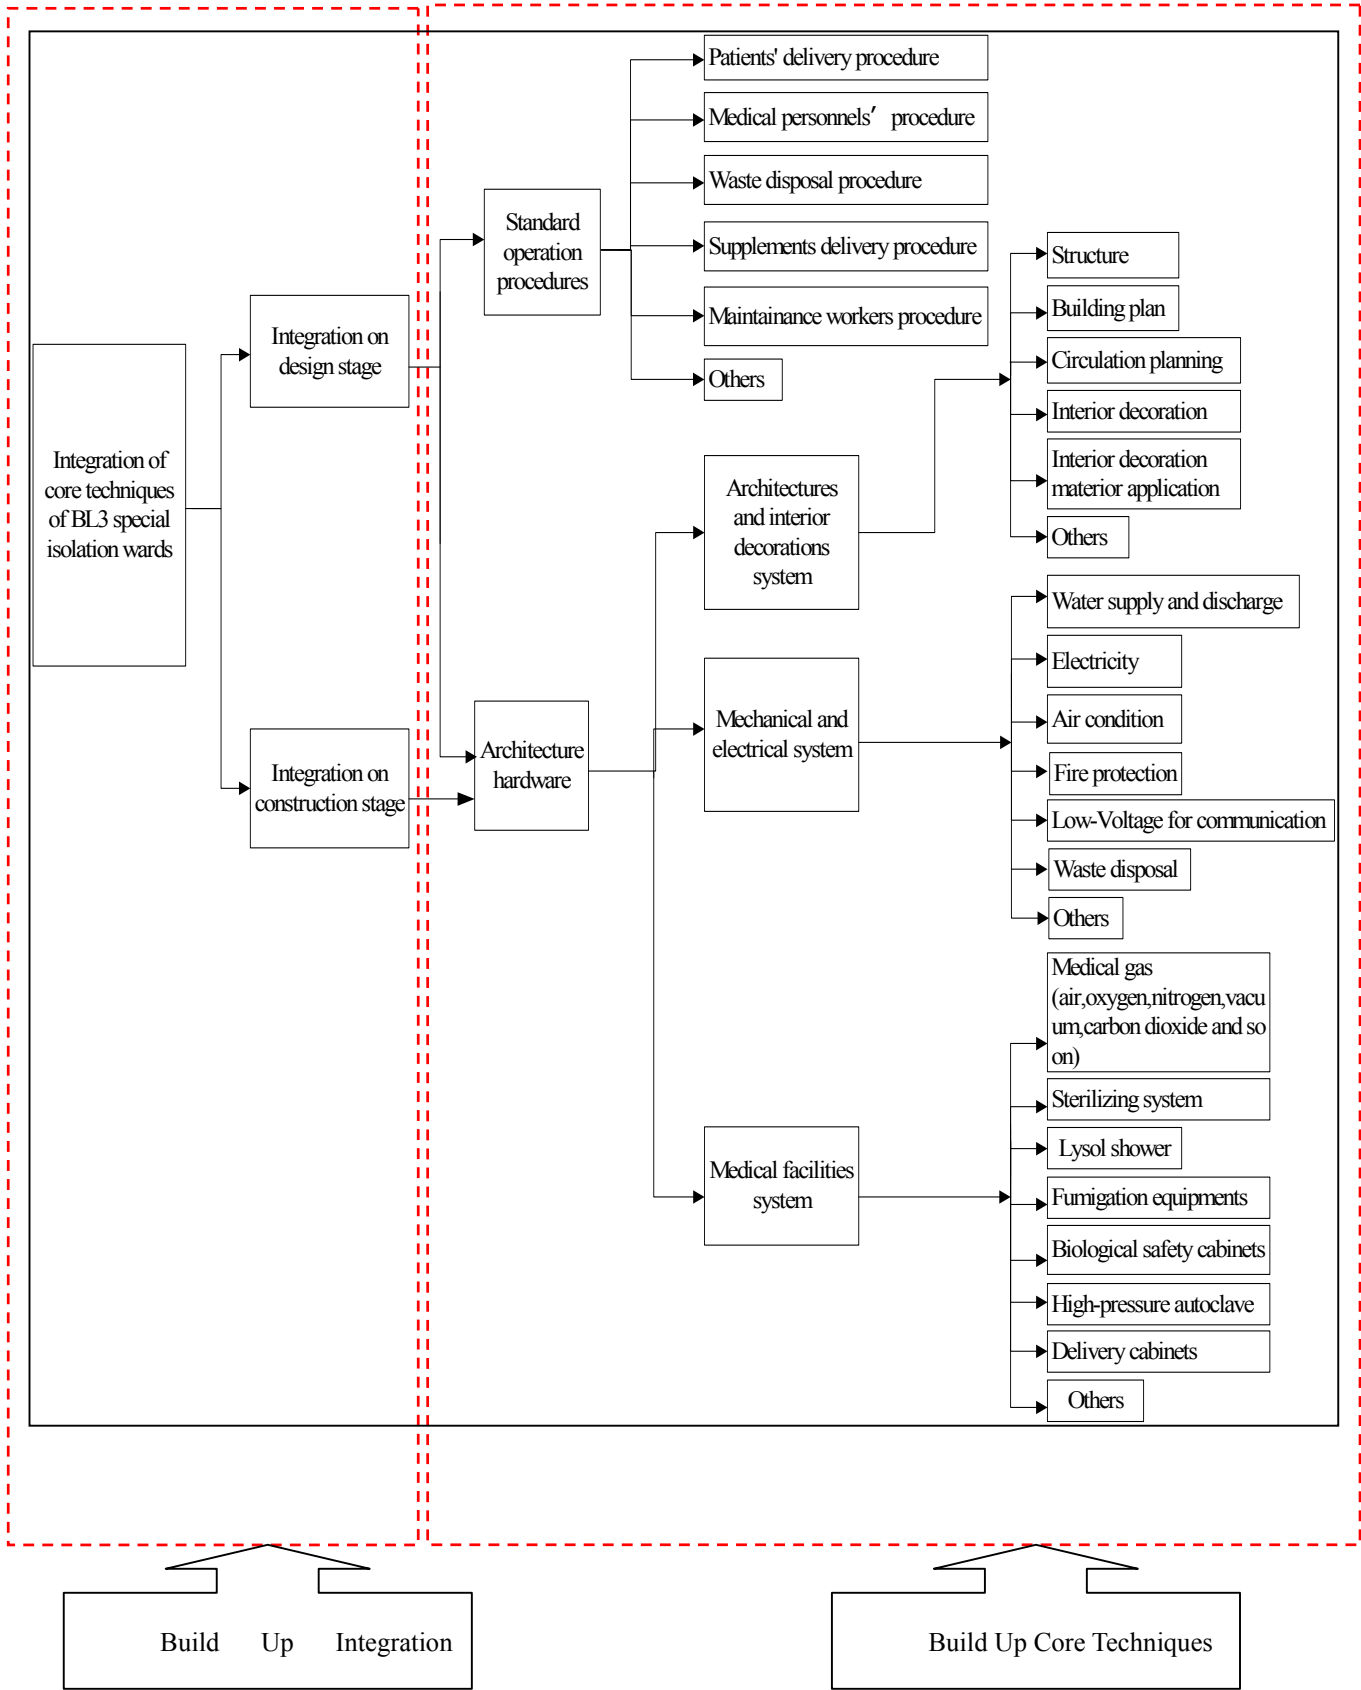 Integration of
core techniques
of BL3 special
isolation wards
Integration on
design stage
Integration on
construction stage
Standard
operation
procedures
Architecture
hardware
Patients' delivery procedure
Medical personnels’ procedure
Waste disposal procedure
Supplements delivery procedure
Maintainance workers procedure
Others
Architectures
and interior
decorations
system
Mechanical and
electrical system
Medical facilities
system
Structure
Building plan
Circulation planning
Interior decoration
Interior decoration
materior application
Others
Water supply and discharge
Electricity
Air condition
Fire protection
Low-Voltage for communication
Waste disposal
Others
Medical gas
(air,oxygen,nitrogen,vacu
um,carbon dioxide and so
on)
Sterilizing system
Lysol shower
Fumigation equipments
Biological safety cabinets
High-pressure autoclave
Delivery cabinets
Others
Build Up Integration
Build Up Core Techniques